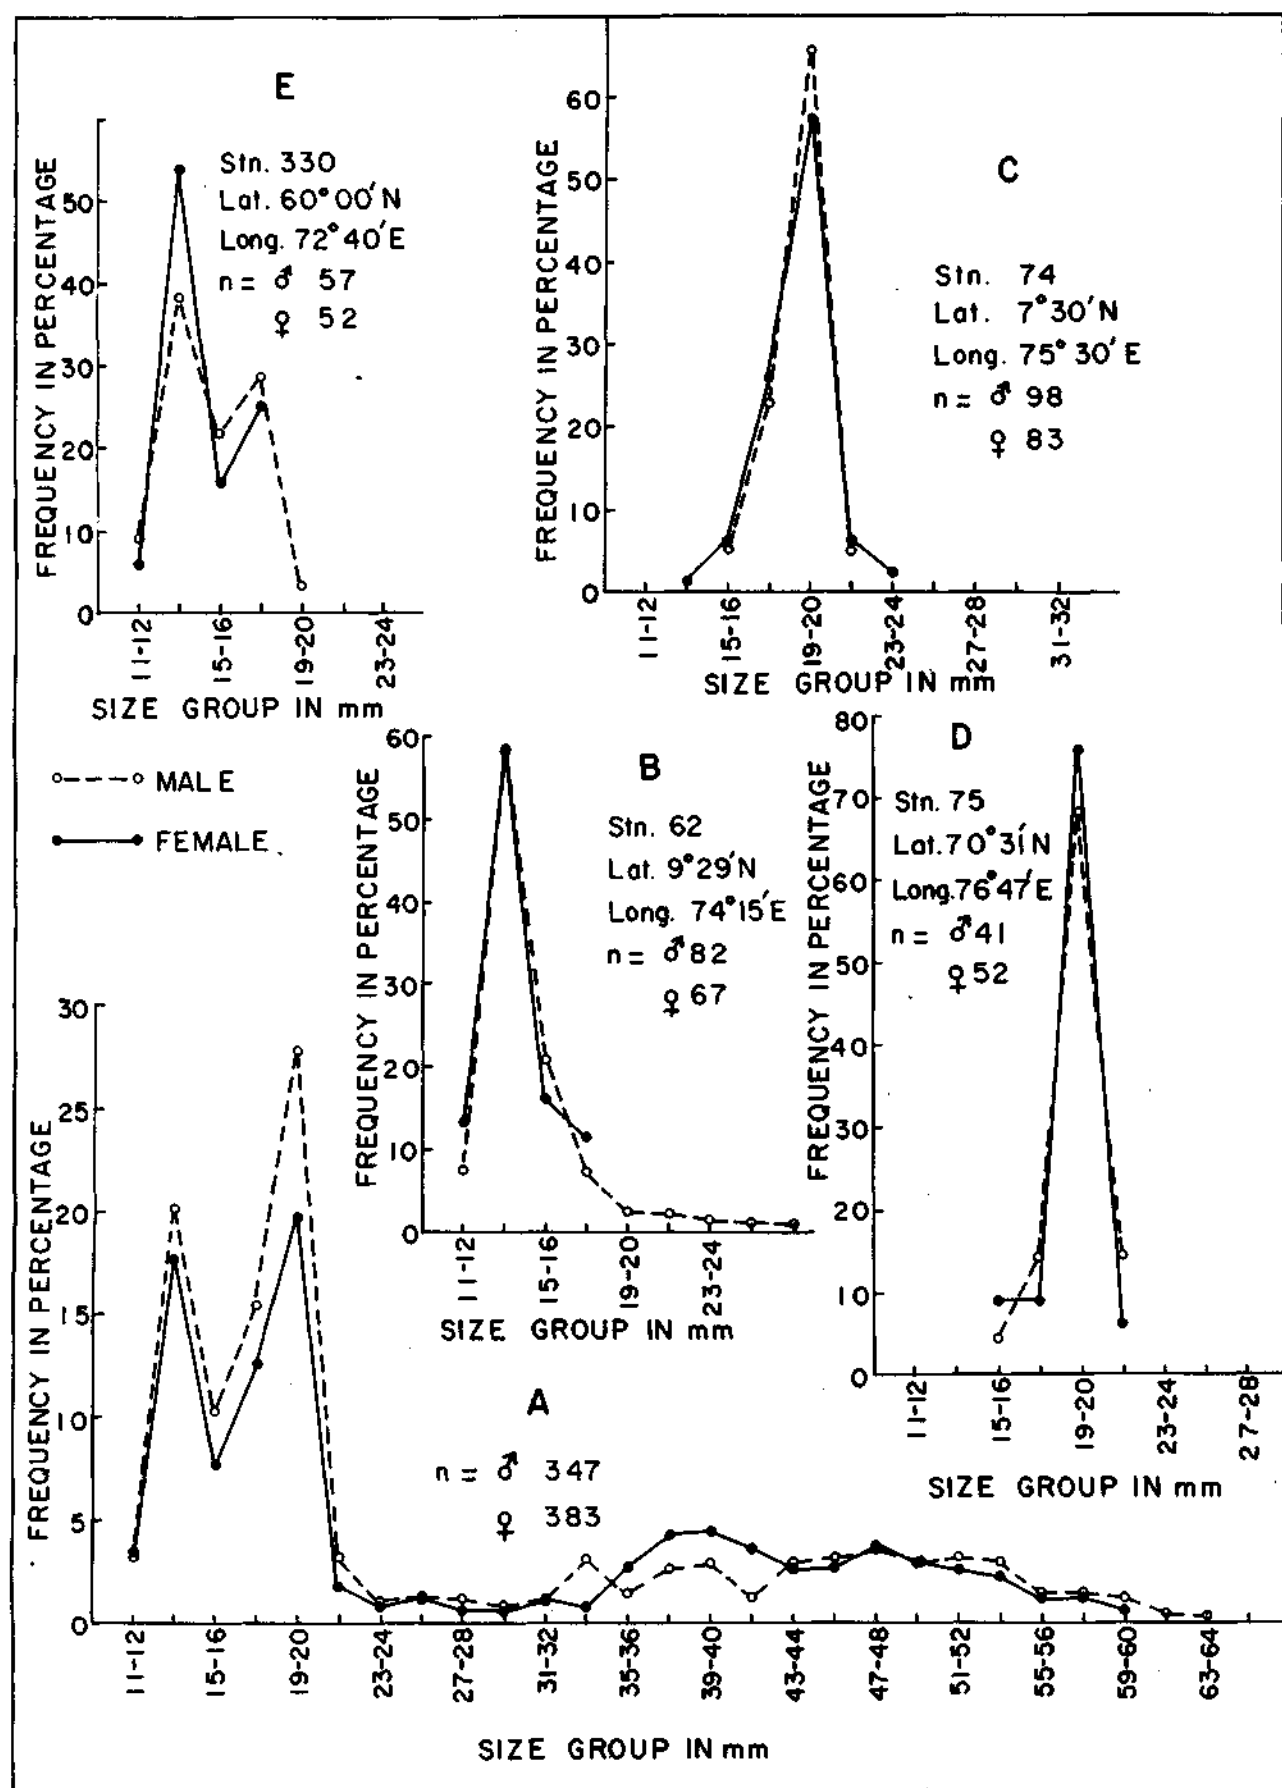 E
Stn. 330
Lat. 60°00'N
Long. 72°40'E
n = ♂ 57
♀ 52
FREQUENCY IN PERCENTAGE
50
40
30
20
10
0
11-12
15-16
19-20
23-24
SIZE GROUP IN mm
C
Stn. 74
Lat. 7°30'N
Long. 75°30'E
n = ♂ 98
♀ 83
FREQUENCY IN PERCENTAGE
60
50
40
30
20
10
0
11-12
15-16
19-20
23-24
27-28
31-32
SIZE GROUP IN mm
MALE
FEMALE
B
Stn. 62
Lat. 9°29'N
Long. 74°15'E
n = ♂ 82
♀ 67
FREQUENCY IN PERCENTAGE
60
50
40
30
20
10
0
11-12
15-16
19-20
23-24
SIZE GROUP IN mm
D
Stn. 75
Lat. 70°31'N
Long. 76°47'E
n = ♂ 41
♀ 52
FREQUENCY IN PERCENTAGE
80
70
60
50
40
30
20
10
0
11-12
15-16
19-20
23-24
27-28
SIZE GROUP IN mm
A
n = ♂ 347
♀ 383
FREQUENCY IN PERCENTAGE
30
25
20
15
10
5
0
11-12
15-16
19-20
23-24
27-28
31-32
35-36
39-40
43-44
47-48
51-52
55-56
59-60
63-64
SIZE GROUP IN mm